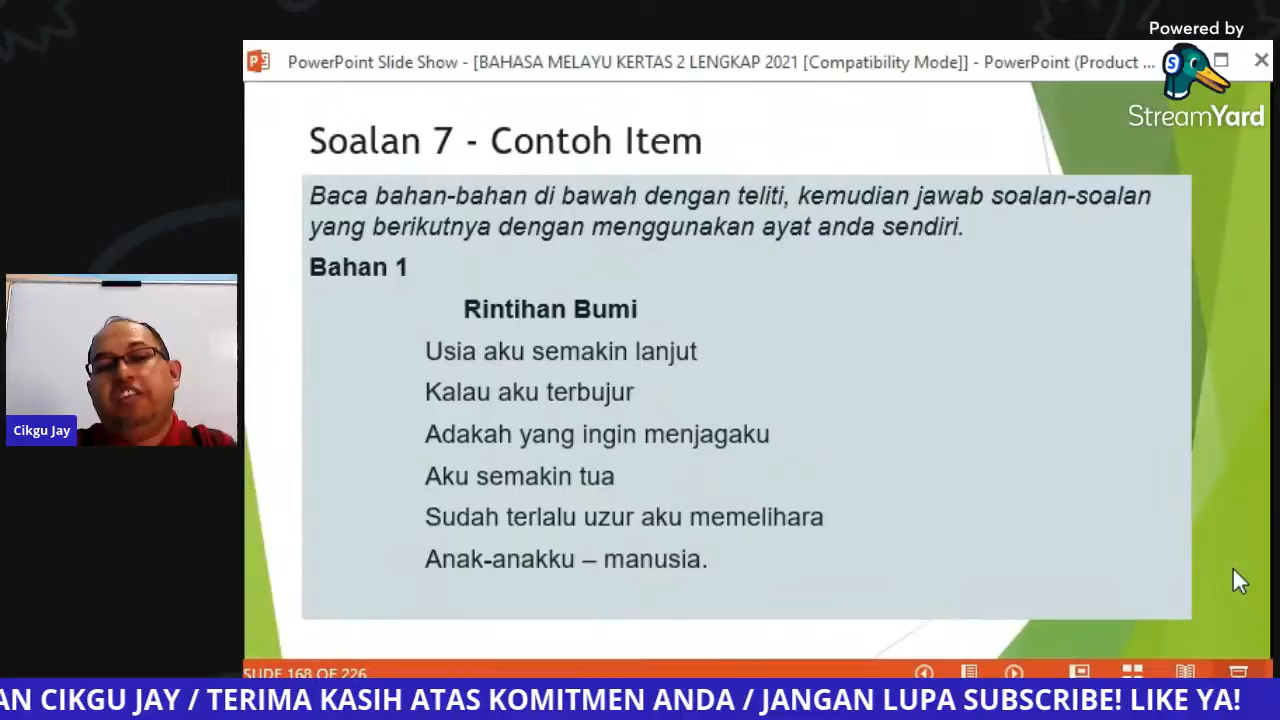 Powered by
StreamYard
PowerPoint Slide Show - [BAHASA MELAYU KERTAS 2 LENGKAP 2021 [Compatibility Mode]] - PowerPoint (Product ...
Soalan 7 - Contoh Item
Baca bahan-bahan di bawah dengan teliti, kemudian jawab soalan-soalan
yang berikutnya dengan menggunakan ayat anda sendiri.
Bahan 1
Rintihan Bumi
Usia aku semakin lanjut
Kalau aku terbujur
Adakah yang ingin menjagaku
Aku semakin tua
Sudah terlalu uzur aku memelihara
Anak-anakku – manusia.
Cikgu Jay
SLIDE 168 OF 226
AN CIKGU JAY / TERIMA KASIH ATAS KOMITMEN ANDA / JANGAN LUPA SUBSCRIBE! LIKE YA!